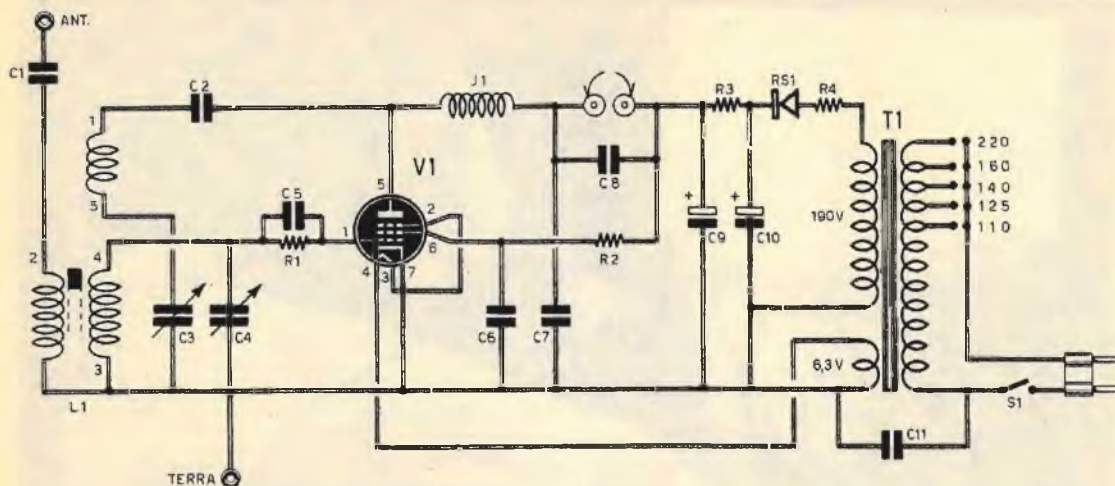 ANT.
C1
C2
J1
R3
RS1
R4
T1
1
220
V1
160
5
140
C5
C8
125
1
2
190V
110
5
6
+
+
C9
C10
R1
R2
4
3
7
2
4
C3
C4
C6
C7
6,3V
3
L1
S1
C11
TERRA